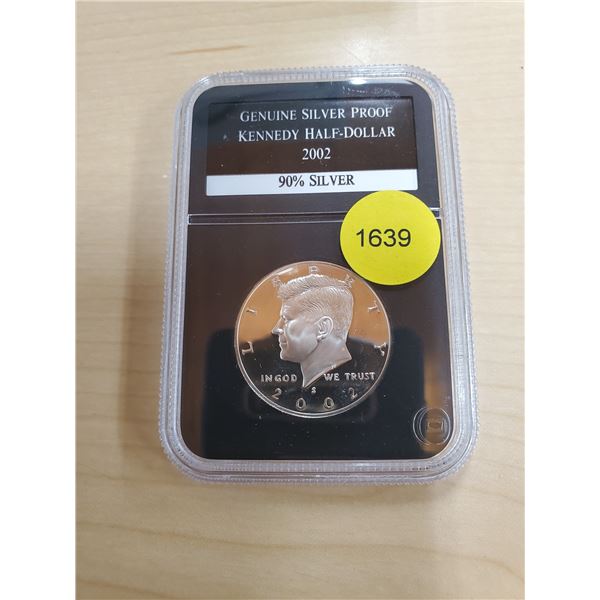 GENUINE SILVER PROOF
KENNEDY HALF-DOLLAR
2002
90% SILVER
1639
LIBERTY
IN GOD WE TRUST
S
2002